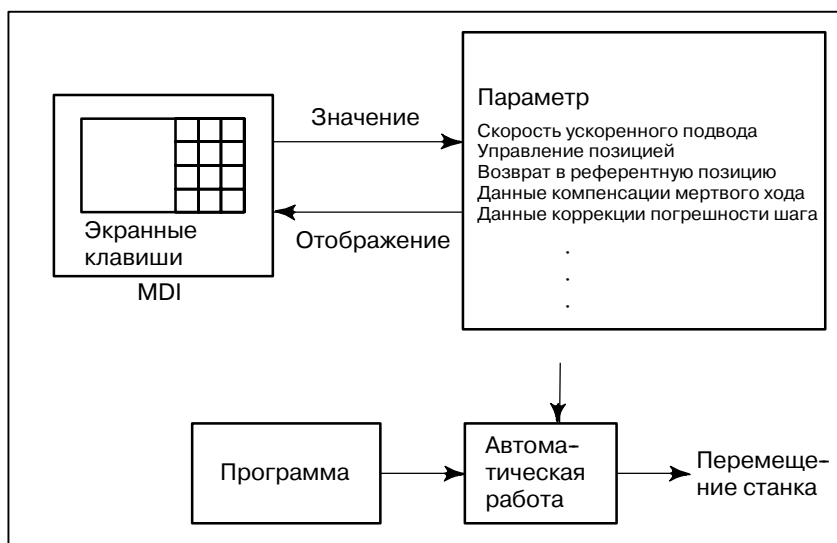 Экранные
клавиши
MDI
Значение
Отображение
Параметр
Скорость ускоренного подвода
Управление позицией
Возврат в референтную позицию
Данные компенсации мертвого хода
Данные коррекции погрешности шага
.
.
.
Программа
Автома-
тическая
работа
Перемеще-
ние станка